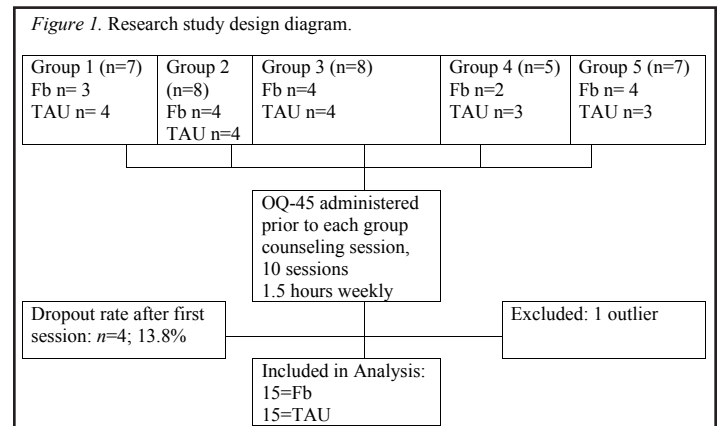 Figure 1. Research study design diagram.
Group 1 (n=7)
Fb n= 3
TAU n= 4
Group 2
(n=8)
Fb n=4
TAU n=4
Group 3 (n=8)
Fb n=4
TAU n=4
Group 4 (n=5)
Fb n=2
TAU n=3
Group 5 (n=7)
Fb n= 4
TAU n=3
OQ-45 administered
prior to each group
counseling session,
10 sessions
1.5 hours weekly
Dropout rate after first
session: n=4; 13.8%
Excluded: 1 outlier
Included in Analysis:
15=Fb
15=TAU